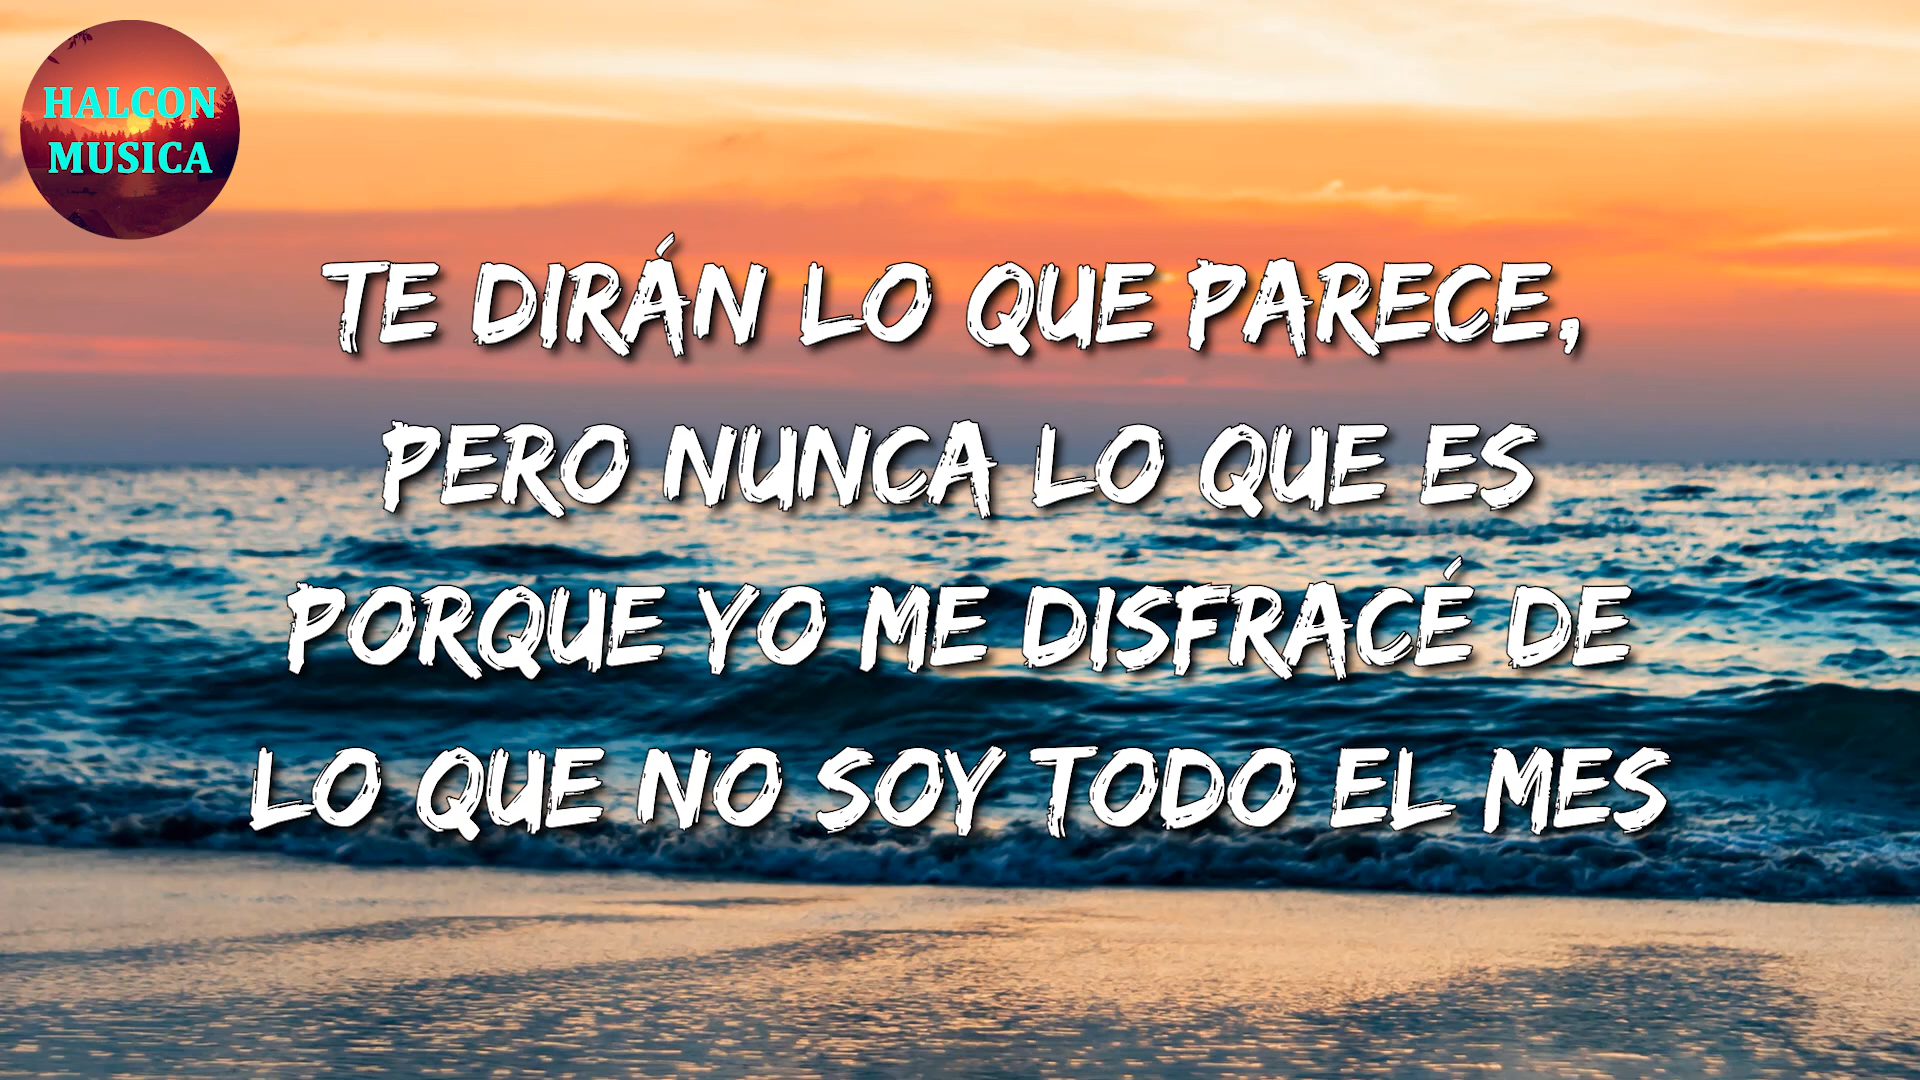 HALCON
MUSICA
TE DIRÁN LO QUE PARECE,
PERO NUNCA LO QUE ES
PORQUE YO ME DISFRACÉ DE
LO QUE NO SOY TODO EL MES